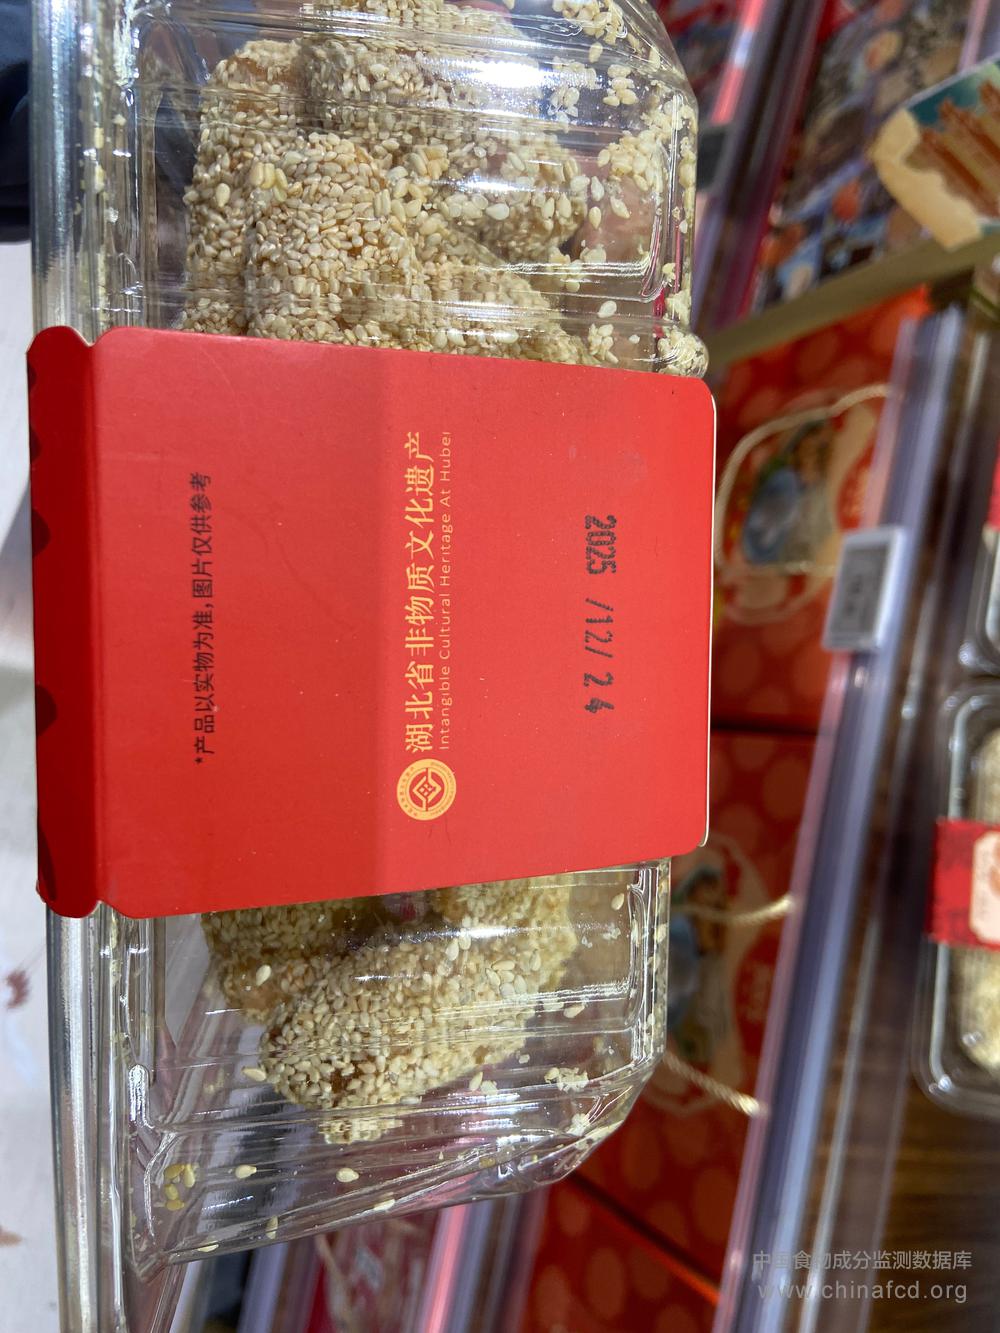 湖北省非物质文化遗产
Intangible Cultural Heritage At Hubei
*产品以实物为准,图片仅供参考
2025 /12/ 24
中国食物成分监测数据库
www.chinafcd.org